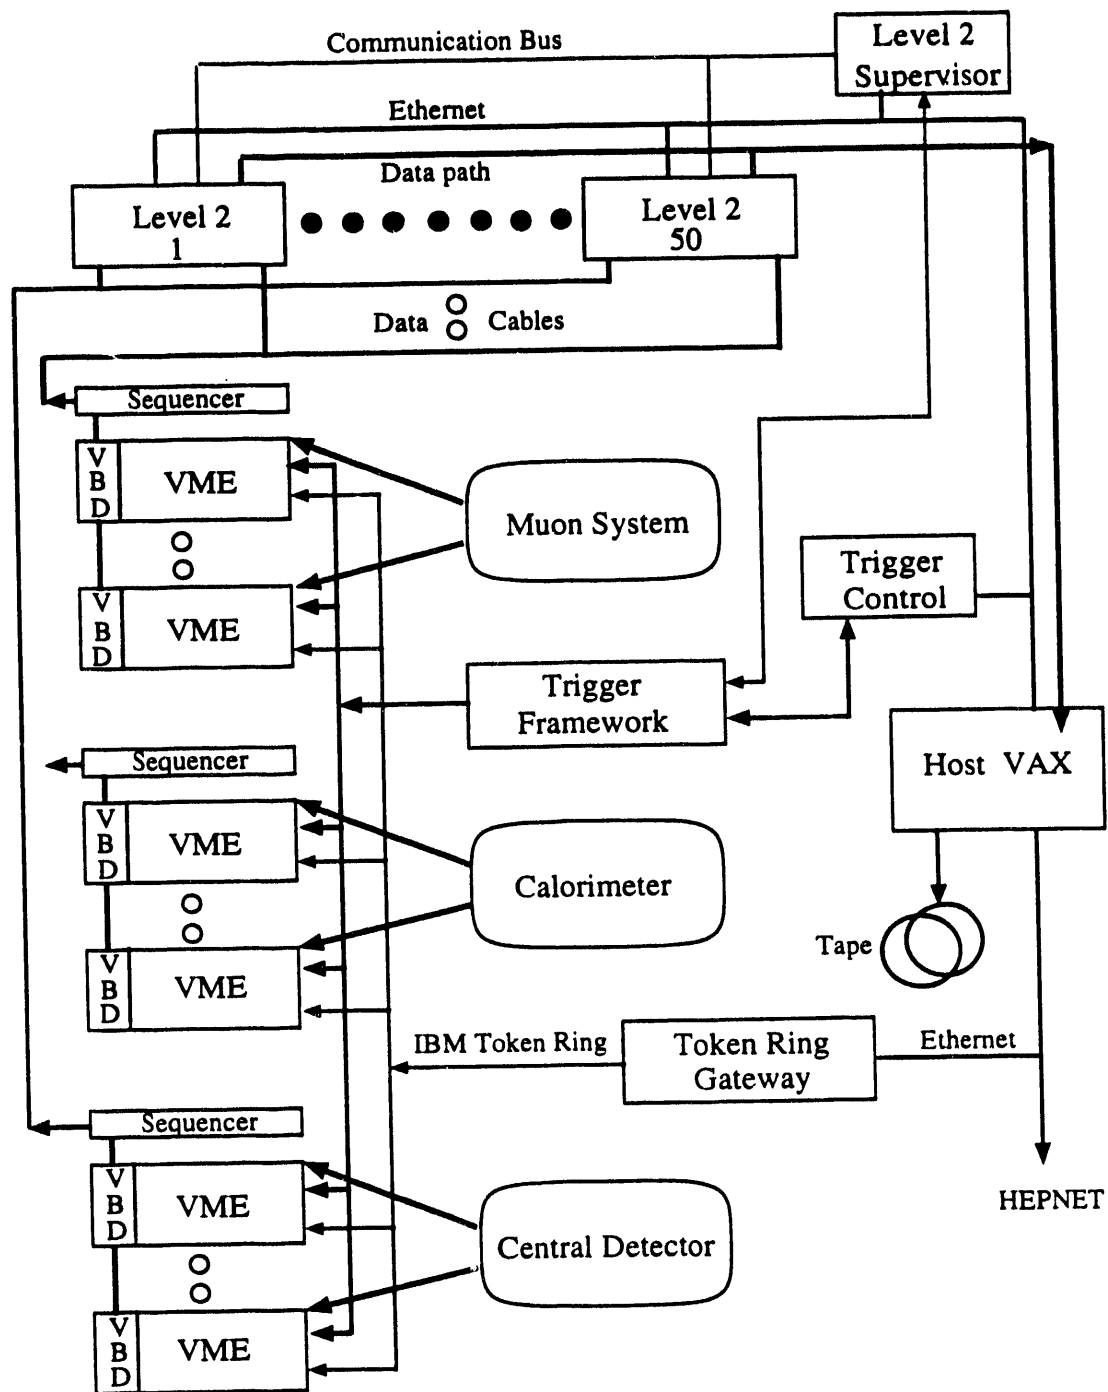 Communication Bus
Level 2
Supervisor
Ethernet
Data path
Level 2
1
Level 2
50
Data
Cables
Sequencer
V
B
D
VME
Muon System
V
B
D
VME
Trigger
Control
Trigger
Framework
Host VAX
Sequencer
V
B
D
VME
Calorimeter
V
B
D
VME
Tape
IBM Token Ring
Token Ring
Gateway
Ethernet
Sequencer
V
B
D
VME
HEPNET
Central Detector
V
B
D
VME